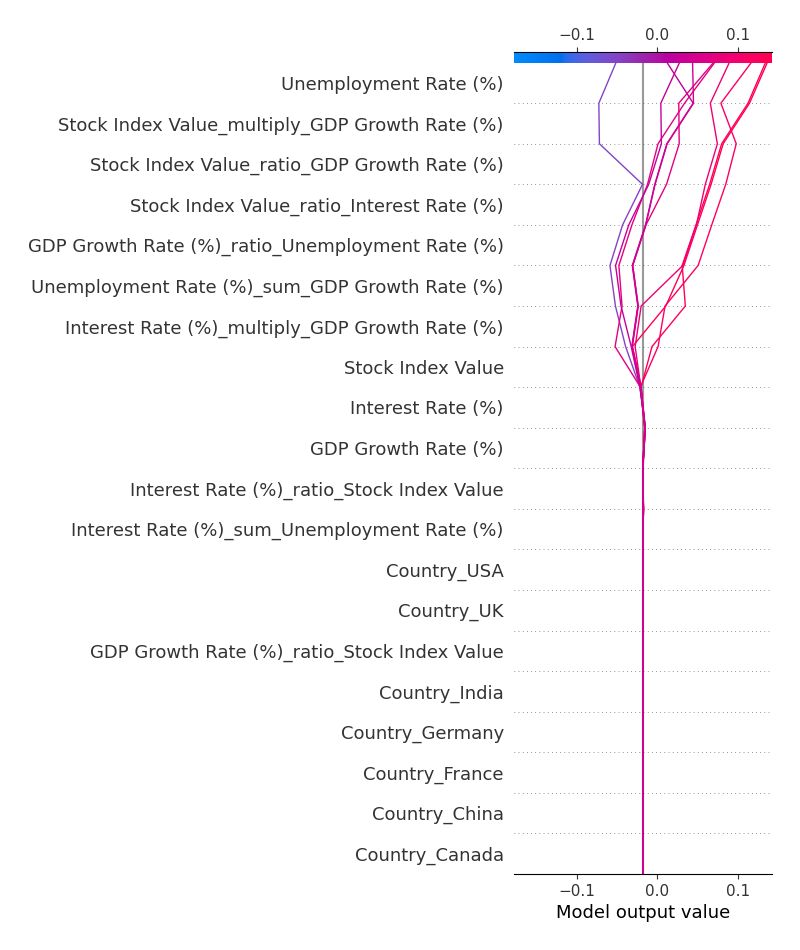 −0.1 0.0 0.1
Unemployment Rate (%)
Stock Index Value_multiply_GDP Growth Rate (%)
Stock Index Value_ratio_GDP Growth Rate (%)
Stock Index Value_ratio_Interest Rate (%)
GDP Growth Rate (%)_ratio_Unemployment Rate (%)
Unemployment Rate (%)_sum_GDP Growth Rate (%)
Interest Rate (%)_multiply_GDP Growth Rate (%)
Stock Index Value
Interest Rate (%)
GDP Growth Rate (%)
Interest Rate (%)_ratio_Stock Index Value
Interest Rate (%)_sum_Unemployment Rate (%)
Country_USA
Country_UK
GDP Growth Rate (%)_ratio_Stock Index Value
Country_India
Country_Germany
Country_France
Country_China
Country_Canada
−0.1 0.0 0.1
Model output value